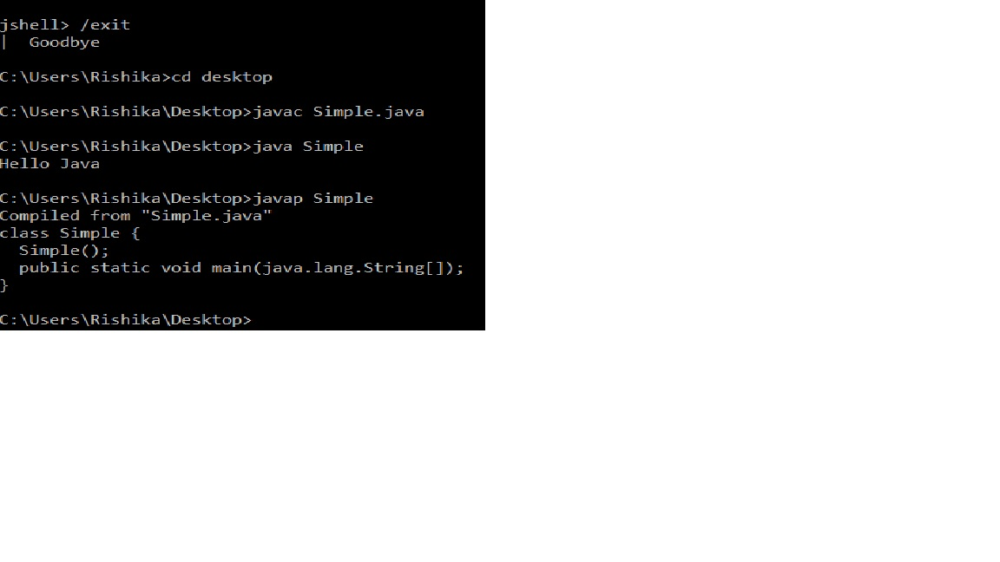 jshell> /exit
|  Goodbye
C:\Users\Rishika>cd desktop
C:\Users\Rishika\Desktop>javac Simple.java
C:\Users\Rishika\Desktop>java Simple
Hello Java
C:\Users\Rishika\Desktop>javap Simple
Compiled from "Simple.java"
class Simple {
  Simple();
  public static void main(java.lang.String[]);
}
C:\Users\Rishika\Desktop>